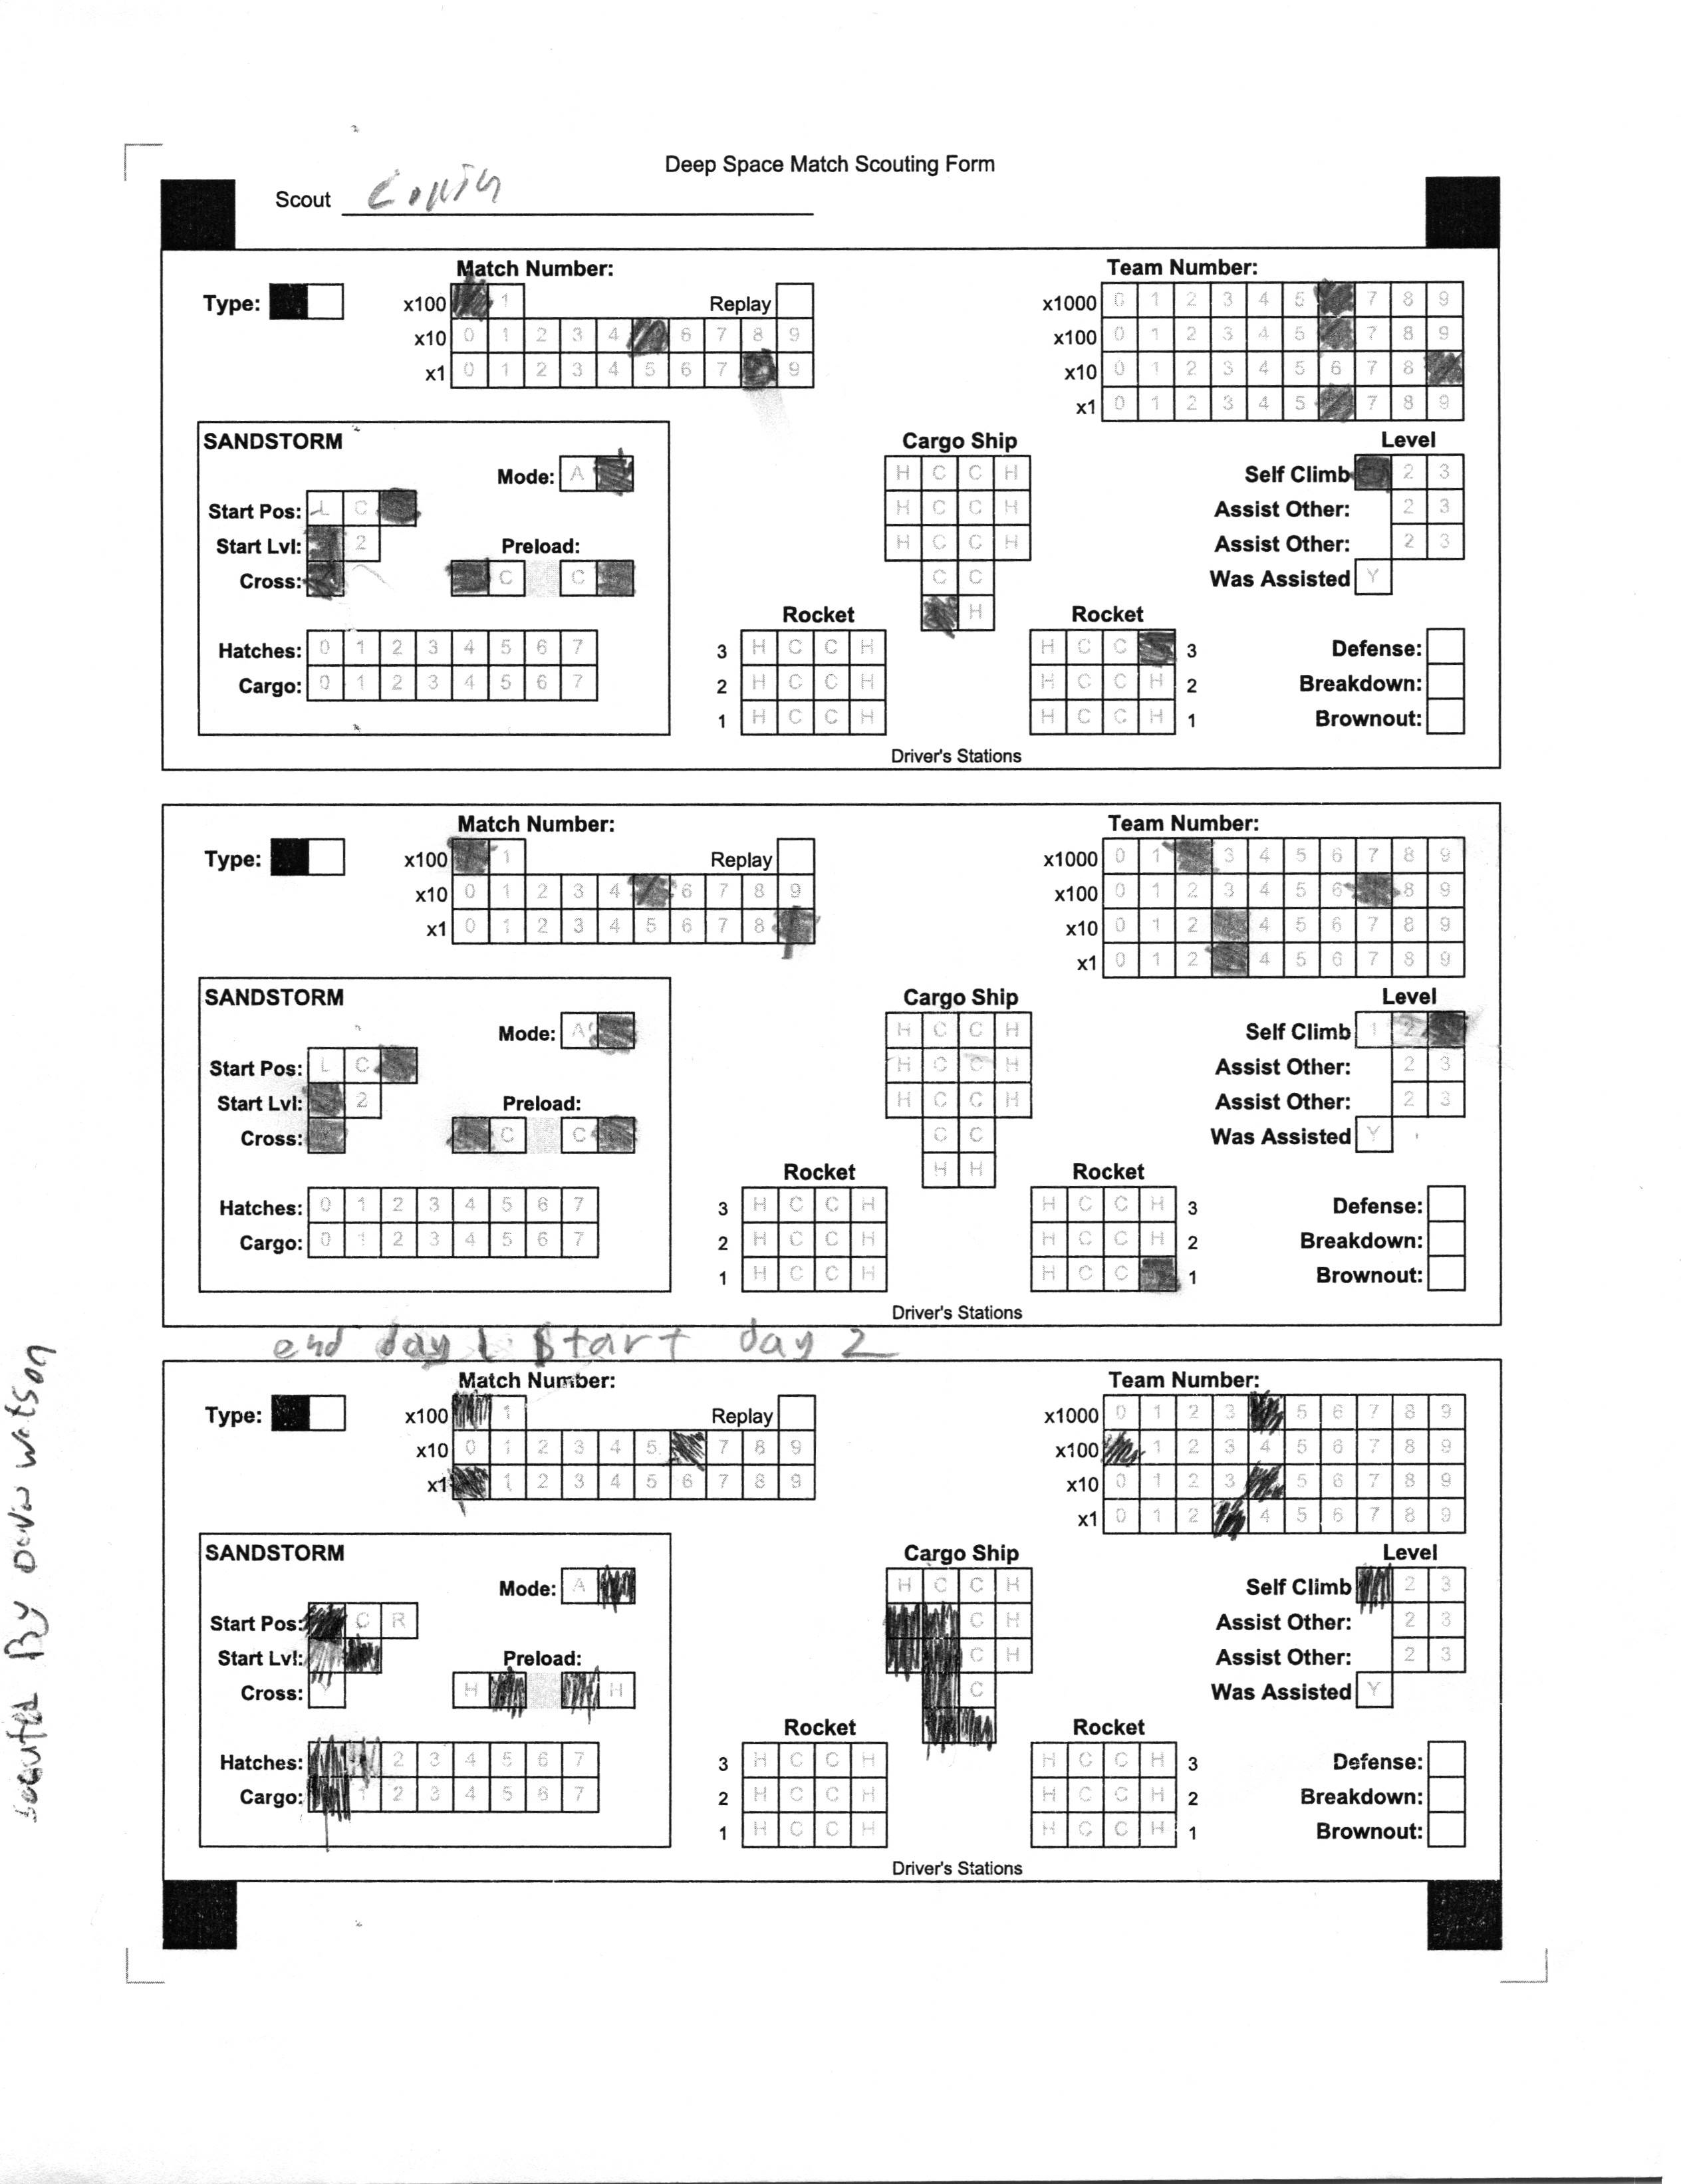 Deep Space Match Scouting Form
Scout
Match Number: Team Number:
Type: x100 1 Replay x1000 0 1 2 3 4 5 7 8 9
x10 0 1 2 3 4 6 7 8 9 x100 0 1 2 3 4 5 7 8 9
x1 0 1 2 3 4 5 6 7 9 x10 0 1 2 3 4 5 6 7 8
x1 0 1 2 3 4 5 7 8 9
SANDSTORM Cargo Ship Level
Mode: A H C C H Self Climb 2 3
Start Pos: L C H C C H Assist Other: 2 3
Start Lvl: 2 Preload: H C C H Assist Other: 2 3
Cross: C C C C Was Assisted Y
Rocket H Rocket
Hatches: 0 1 2 3 4 5 6 7 3 H C C H H C C 3 Defense:
Cargo: 0 1 2 3 4 5 6 7 2 H C C H H C C H 2 Breakdown:
1 H C C H H C C H 1 Brownout:
Driver's Stations
Match Number: Team Number:
Type: x100 1 Replay x1000 0 1 3 4 5 6 7 8 9
x10 0 1 2 3 4 6 7 8 9 x100 0 1 2 3 4 5 6 8 9
x1 0 1 2 3 4 5 6 7 8 x10 0 1 2 4 5 6 7 8 9
x1 0 1 2 4 5 6 7 8 9
SANDSTORM Cargo Ship Level
Mode: A H C C H Self Climb 1 2
Start Pos: L C H C C H Assist Other: 2 3
Start Lvl: 2 Preload: H C C H Assist Other: 2 3
Cross: C C C C Was Assisted Y
Rocket H H Rocket
Hatches: 0 1 2 3 4 5 6 7 3 H C C H H C C H 3 Defense:
Cargo: 0 1 2 3 4 5 6 7 2 H C C H H C C H 2 Breakdown:
1 H C C H H C C 1 Brownout:
Driver's Stations
end day 1 Start day 2
Match Number: Team Number:
Type: x100 1 Replay x1000 0 1 2 3 5 6 7 8 9
x10 0 1 2 3 4 5 7 8 9 x100 1 2 3 4 5 6 7 8 9
x1 1 2 3 4 5 6 7 8 9 x10 0 1 2 3 5 6 7 8 9
x1 0 1 2 4 5 6 7 8 9
SANDSTORM Cargo Ship Level
Mode: A H C C H Self Climb 2 3
Start Pos: C R C H Assist Other: 2 3
Start Lvl: Preload: C H Assist Other: 2 3
Cross: H H C Was Assisted Y
Rocket Rocket
Hatches: 2 3 4 5 6 7 3 H C C H H C C H 3 Defense:
Cargo: 1 2 3 4 5 6 7 2 H C C H H C C H 2 Breakdown:
1 H C C H H C C H 1 Brownout:
Driver's Stations
By watson